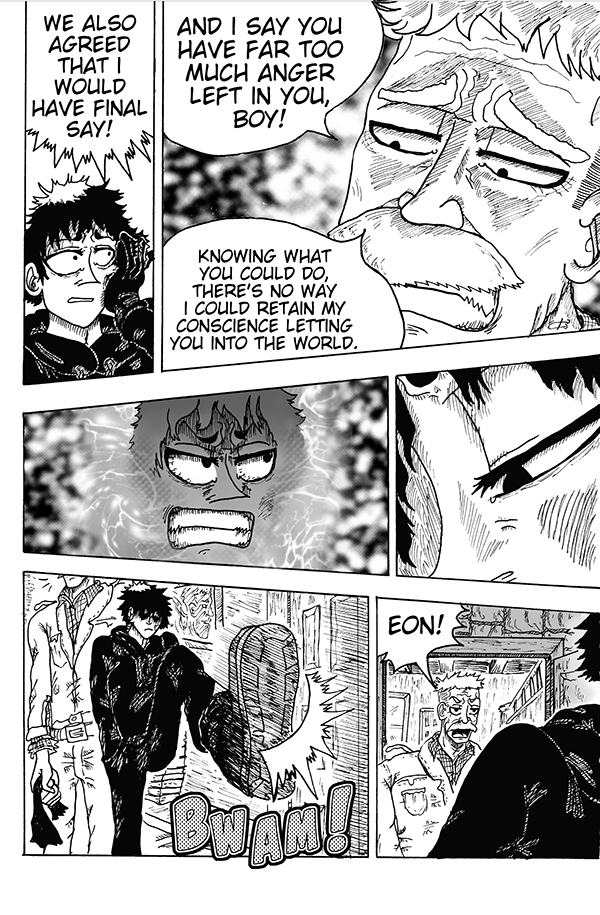 WE ALSO
AGREED
THAT I
WOULD
HAVE FINAL
SAY!
AND I SAY YOU
HAVE FAR TOO
MUCH ANGER
LEFT IN YOU,
BOY!
KNOWING WHAT
YOU COULD DO,
THERE'S NO WAY
I COULD RETAIN MY
CONSCIENCE LETTING
YOU INTO THE WORLD.
BWAM!
EON!